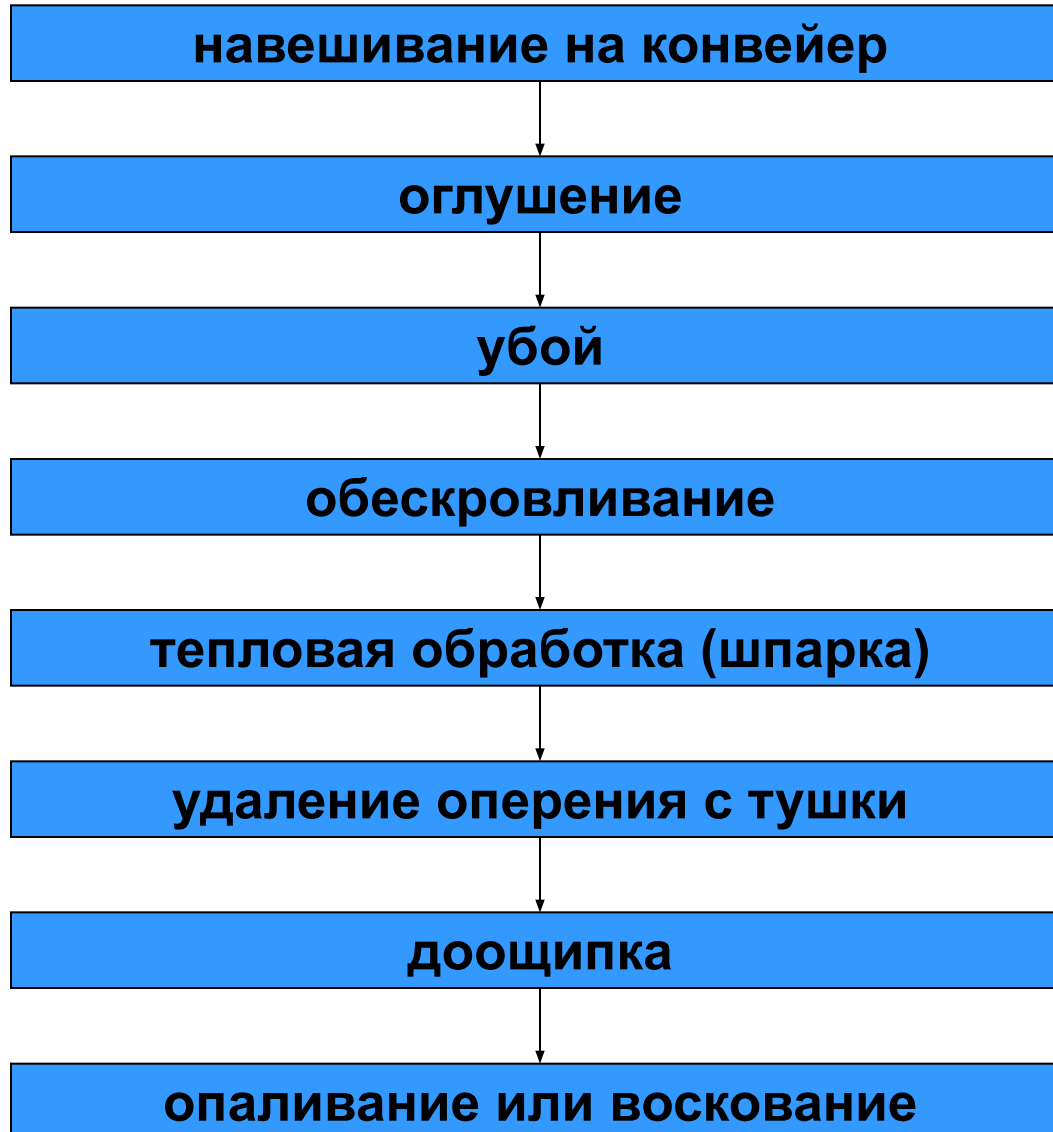 навешивание на конвейер
оглушение
убой
обескровливание
тепловая обработка (шпарка)
удаление оперения с тушки
доощипка
опаливание или воскование